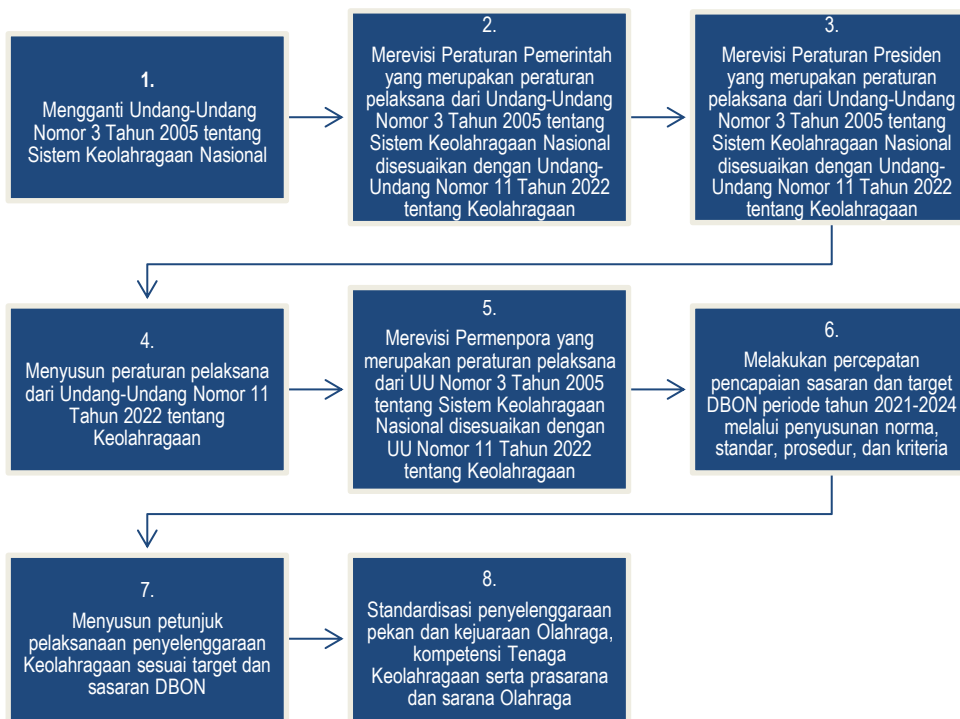 1.
Mengganti Undang-Undang
Nomor 3 Tahun 2005 tentang
Sistem Keolahragaan Nasional
2.
Merevisi Peraturan Pemerintah
yang merupakan peraturan
pelaksana dari Undang-Undang
Nomor 3 Tahun 2005 tentang
Sistem Keolahragaan Nasional
disesuaikan dengan Undang-
Undang Nomor 11 Tahun 2022
tentang Keolahragaan
3.
Merevisi Peraturan Presiden
yang merupakan peraturan
pelaksana dari Undang-Undang
Nomor 3 Tahun 2005 tentang
Sistem Keolahragaan Nasional
disesuaikan dengan Undang-
Undang Nomor 11 Tahun 2022
tentang Keolahragaan
4.
Menyusun peraturan pelaksana
dari Undang-Undang Nomor 11
Tahun 2022 tentang
Keolahragaan
5.
Merevisi Permenpora yang
merupakan peraturan pelaksana
dari UU Nomor 3 Tahun 2005
tentang Sistem Keolahragaan
Nasional disesuaikan dengan
UU Nomor 11 Tahun 2022
tentang Keolahragaan
6.
Melakukan percepatan
pencapaian sasaran dan target
DBON periode tahun 2021-2024
melalui penyusunan norma,
standar, prosedur, dan kriteria
7.
Menyusun petunjuk
pelaksanaan penyelenggaraan
Keolahragaan sesuai target dan
sasaran DBON
8.
Standardisasi penyelenggaraan
pekan dan kejuaraan Olahraga,
kompetensi Tenaga
Keolahragaan serta prasarana
dan sarana Olahraga